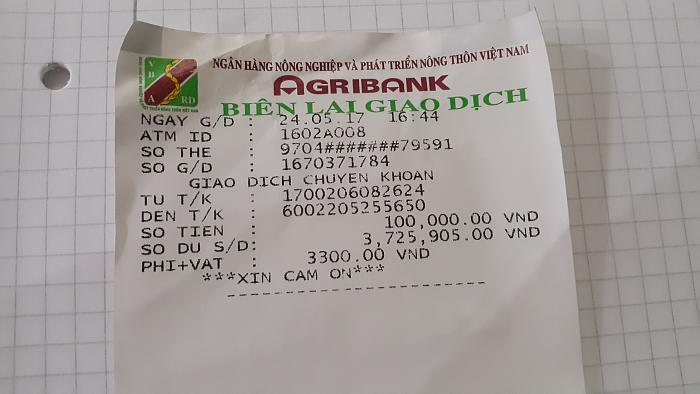 NGÂN HÀNG NÔNG NGHIỆP VÀ PHÁT TRIỂN NÔNG THÔN VIỆT NAM
VBARD
AGRIBANK
BIÊN LAI GIAO DỊCH
NGAY G/D : 24.05.17 16:44
ATM ID : 1602A008
SO THE : 9704#######79591
SO G/D : 1670371784
GIAO DICH CHUYEN KHOAN
TU T/K : 1700206082624
DEN T/K : 6002205255650
SO TIEN : 100,000.00 VND
SO DU S/D: 3,725,905.00 VND
PHI+VAT : 3300.00 VND
***XIN CAM ON***
------------------------